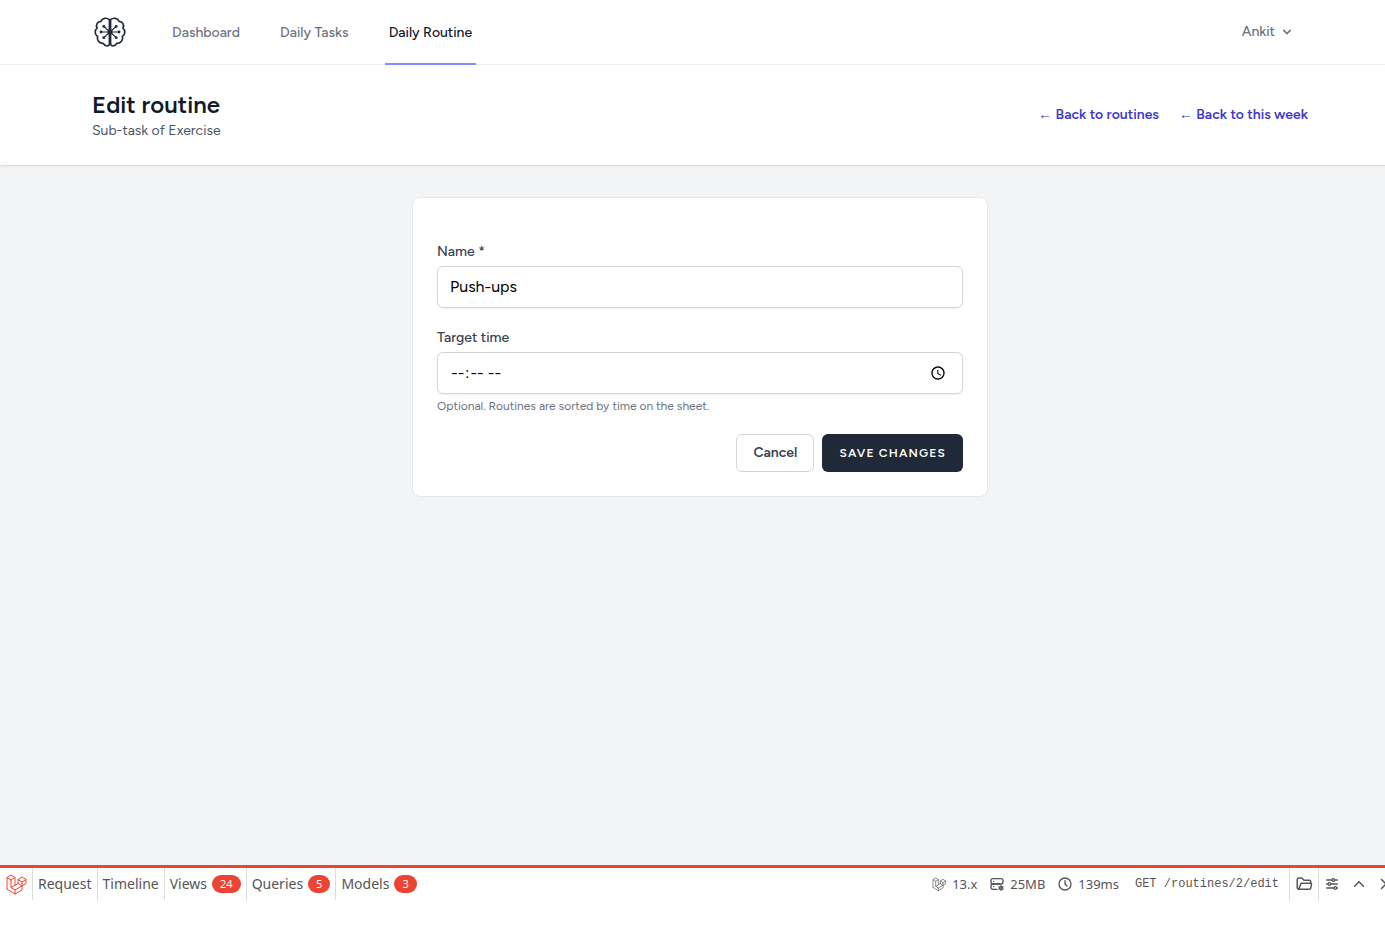 Dashboard Daily Tasks Daily Routine Ankit
Edit routine
Sub-task of Exercise
← Back to routines ← Back to this week
Name *
Push-ups
Target time
--:-- --
Optional. Routines are sorted by time on the sheet.
Cancel SAVE CHANGES
Request Timeline Views 24 Queries 5 Models 3 13.x 25MB 139ms GET /routines/2/edit